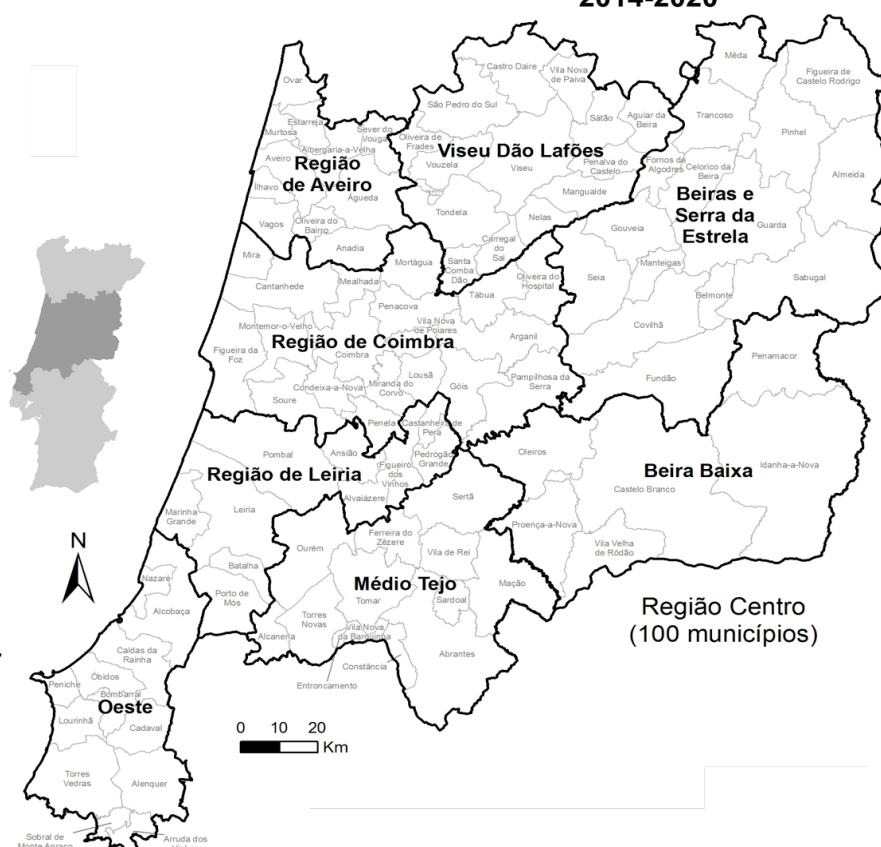 2014-2020
Mêda
Figueira de
Castelo Rodrigo
Castro Daire
Vila Nova
de Paiva
Ovar
São Pedro do Sul
Trancoso
Pinhel
Sátão
Aguiar da
Beira
Estarreja
Murtosa
Sever do
Vouga
Oliveira de
Frades
Albergaria-a-Velha
Viseu Dão Lafões
Vouzela
Viseu
Penalva do
Castelo
Fornos de
Algodres
Celorico da
Beira
Almeida
Aveiro
Região
de Aveiro
Ílhavo
Águeda
Mangualde
Beiras e
Serra da
Estrela
Vagos
Oliveira do
Bairro
Tondela
Nelas
Gouveia
Guarda
Anadia
Carregal
do
Sal
Mira
Mortágua
Santa
Comba
Dão
Manteigas
Seia
Sabugal
Cantanhede
Mealhada
Oliveira do
Hospital
Tábua
Belmonte
Penacova
Montemor-o-Velho
Vila Nova
de Poiares
Covilhã
Arganil
Região de Coimbra
Figueira da
Foz
Coimbra
Penamacor
Lousã
Condeixa-a-Nova
Miranda do
Corvo
Góis
Pampilhosa da
Serra
Fundão
Soure
Penela
Castanheira de
Pera
Pombal
Ansião
Pedrógão
Grande
Oleiros
Região de Leiria
Figueiró
dos
Vinhos
Beira Baixa
Idanha-a-Nova
Castelo Branco
Alvaiázere
Sertã
Marinha
Grande
Leiria
Proença-a-Nova
Ferreira do
Zêzere
N
Ourém
Vila de Rei
Vila Velha
de Ródão
Batalha
Nazaré
Médio Tejo
Mação
Porto de
Mós
Tomar
Sardoal
Alcobaça
Região Centro
(100 municípios)
Torres
Novas
Vila Nova
da Barquinha
Alcanena
Caldas da
Rainha
Abrantes
Constância
Óbidos
Peniche
Entroncamento
Bombarral
Oeste
Lourinhã
Cadaval
0 10 20
Km
Torres
Vedras
Alenquer
Sobral de
Monte Agraço
Arruda dos